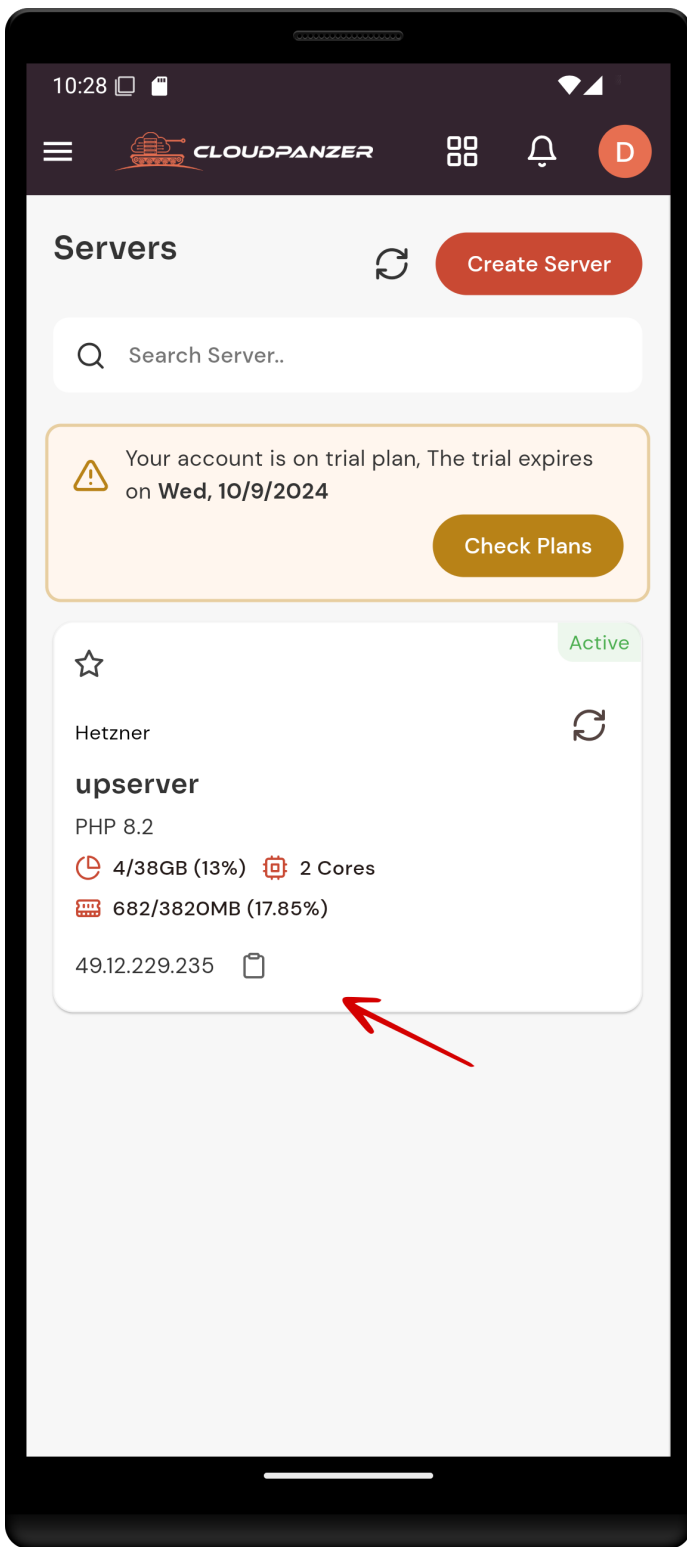 10:28
CLOUDPANZER
D
Servers
Create Server
Search Server..
Your account is on trial plan, The trial expires
on Wed, 10/9/2024
Check Plans
Active
Hetzner
upserver
PHP 8.2
4/38GB (13%) 2 Cores
682/3820MB (17.85%)
49.12.229.235